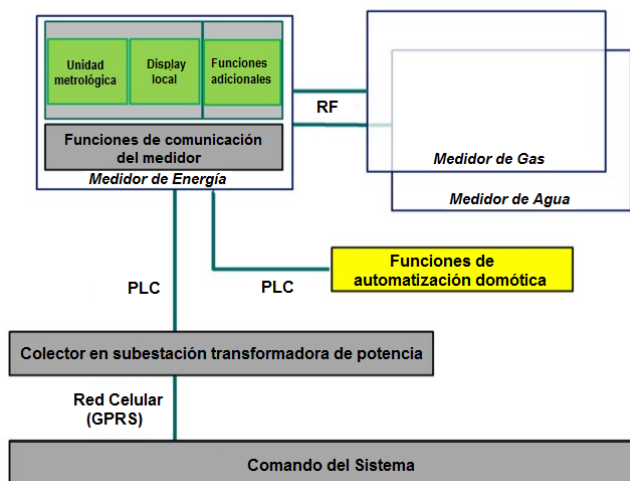 Unidad
metrológica
Display
local
Funciones
adicionales
Funciones de comunicación
del medidor
Medidor de Energía
RF
Medidor de Gas
Medidor de Agua
PLC
PLC
Funciones de
automatización domótica
Colector en subestación transformadora de potencia
Red Celular
(GPRS)
Comando del Sistema